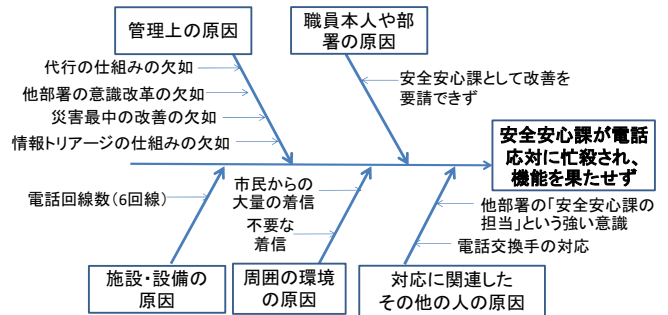 管理上の原因
職員本人や部
署の原因
代行の仕組みの欠如
他部署の意識改革の欠如
災害最中の改善の欠如
情報トリアージの仕組みの欠如
安全安心課として改善を
要請できず
安全安心課が電話
応対に忙殺され、
機能を果たせず
電話回線数(6回線)
市民からの
大量の着信
不要な
着信
他部署の「安全安心課の
担当」という強い意識
電話交換手の対応
施設・設備の
原因
周囲の環境
の原因
対応に関連した
その他の人の原因